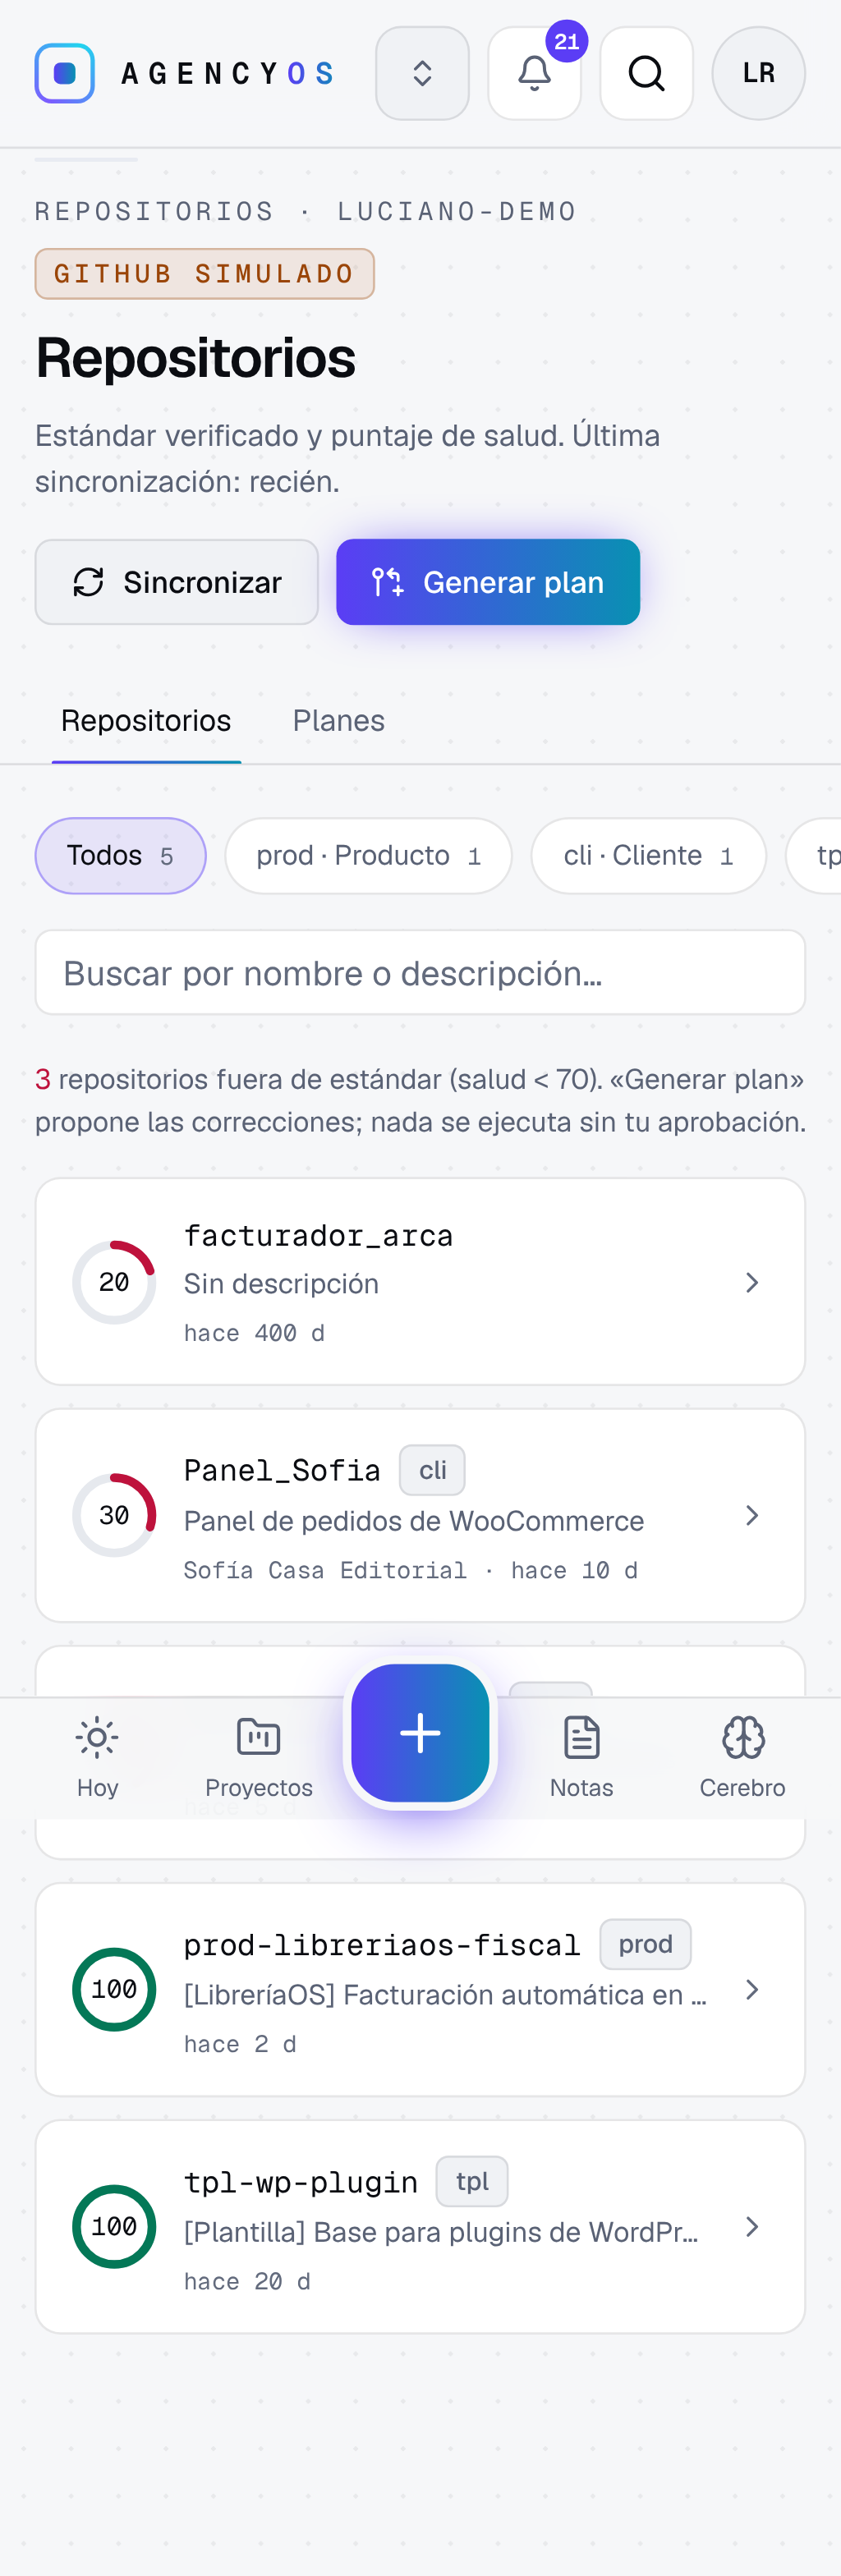 AGENCYOS
21
LR
REPOSITORIOS · LUCIANO-DEMO
GITHUB SIMULADO
Repositorios
Estándar verificado y puntaje de salud. Última
sincronización: recién.
Sincronizar
Generar plan
Repositorios
Planes
Todos 5
prod · Producto 1
cli · Cliente 1
tp
Buscar por nombre o descripción...
3 repositorios fuera de estándar (salud < 70). «Generar plan»
propone las correcciones; nada se ejecuta sin tu aprobación.
20
facturador_arca
Sin descripción
hace 400 d
30
Panel_Sofia cli
Panel de pedidos de WooCommerce
Sofía Casa Editorial · hace 10 d
Hoy
Proyectos
Notas
Cerebro
100
prod-libreriaos-fiscal prod
[LibreríaOS] Facturación automática en ...
hace 2 d
100
tpl-wp-plugin tpl
[Plantilla] Base para plugins de WordPr...
hace 20 d